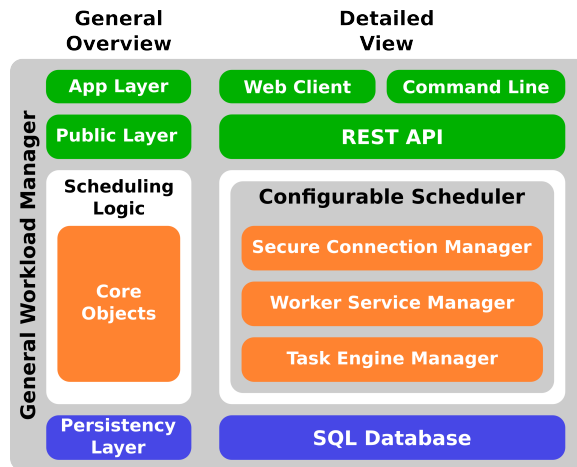 General
Overview
Detailed
View
General Workload Manager
App Layer
Web Client
Command Line
Public Layer
REST API
Scheduling
Logic
Core
Objects
Configurable Scheduler
Secure Connection Manager
Worker Service Manager
Task Engine Manager
Persistency
Layer
SQL Database